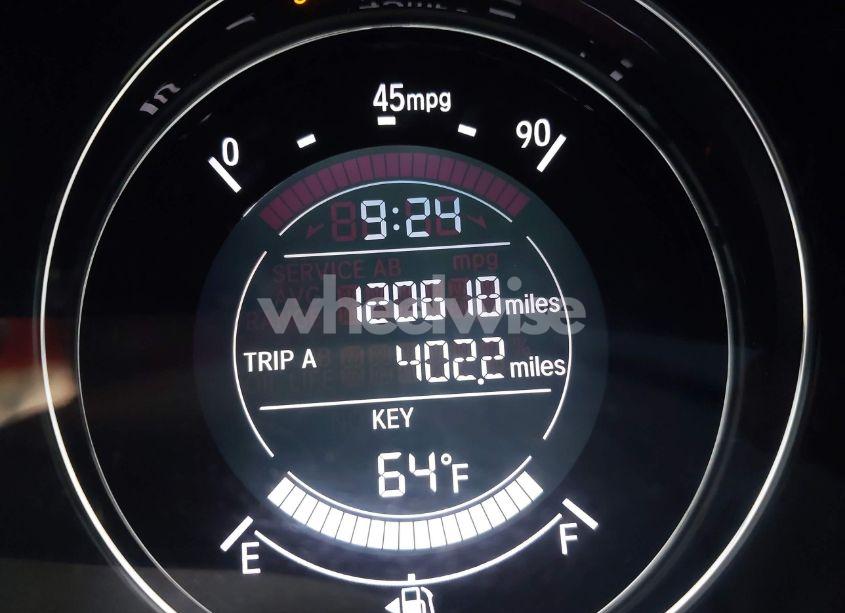 45mpg
0 90
9:24
SERVICE AB mpg
120618 miles
wheelwise
TRIP A 402.2 miles
KEY
64°F
E F